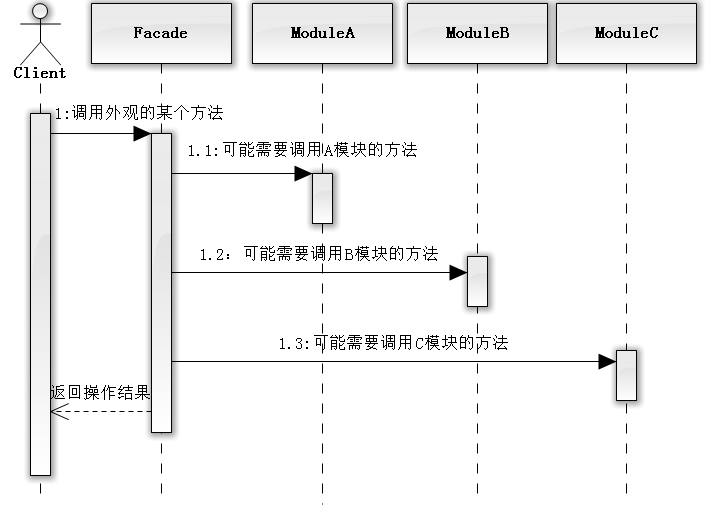 Client
Facade
ModuleA
ModuleB
ModuleC
1:调用外观的某个方法
1.1:可能需要调用A模块的方法
1.2：可能需要调用B模块的方法
1.3:可能需要调用C模块的方法
返回操作结果